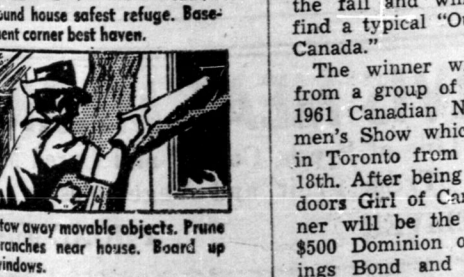 und house safest refuge. Base-
ent corner best haven.
tow away movable objects. Prune
ranches near house. Board up
indows.
the fall and wi
find a typical "O
Canada."
The winner w
from a group of
1961 Canadian N
men's Show whic
in Toronto from
18th. After being
doors Girl of Ca
ner will be the
$500 Dominion o
ings Bond and